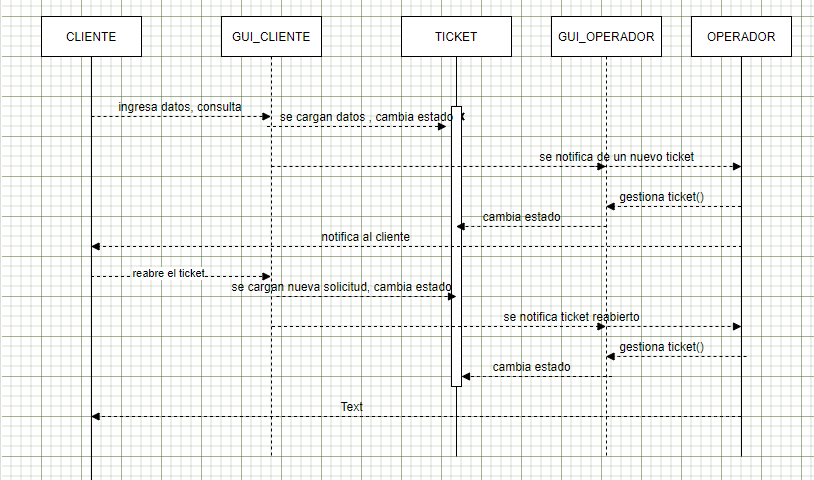 CLIENTE
GUI_CLIENTE
TICKET
GUI_OPERADOR
OPERADOR
ingresa datos, consulta
se cargan datos , cambia estado
se notifica de un nuevo ticket
gestiona ticket()
cambia estado
notifica al cliente
reabre el ticket
se cargan nueva solicitud, cambia estado
se notifica ticket reabierto
gestiona ticket()
cambia estado
Text